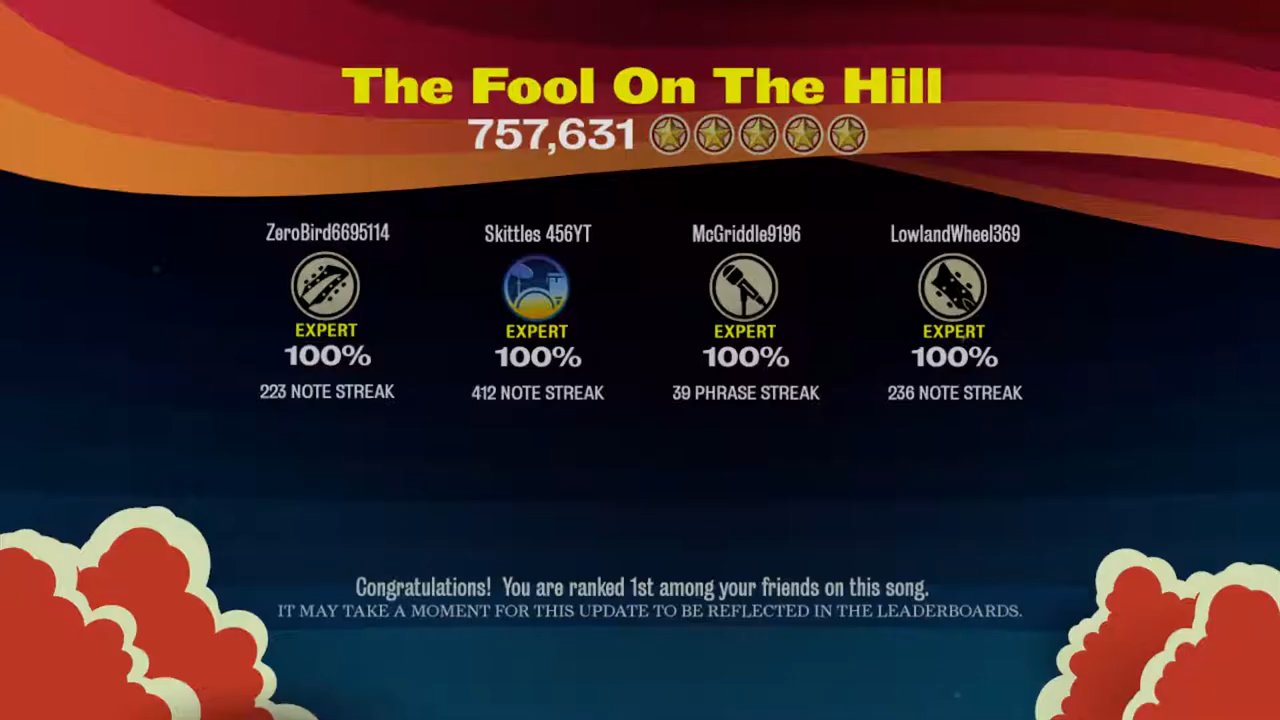 The Fool On The Hill
757,631
ZeroBird6695114 Skittles 456YT McGriddle9196 LowlandWheel369
EXPERT EXPERT EXPERT EXPERT
100% 100% 100% 100%
223 NOTE STREAK 412 NOTE STREAK 39 PHRASE STREAK 236 NOTE STREAK
Congratulations! You are ranked 1st among your friends on this song.
IT MAY TAKE A MOMENT FOR THIS UPDATE TO BE REFLECTED IN THE LEADERBOARDS.